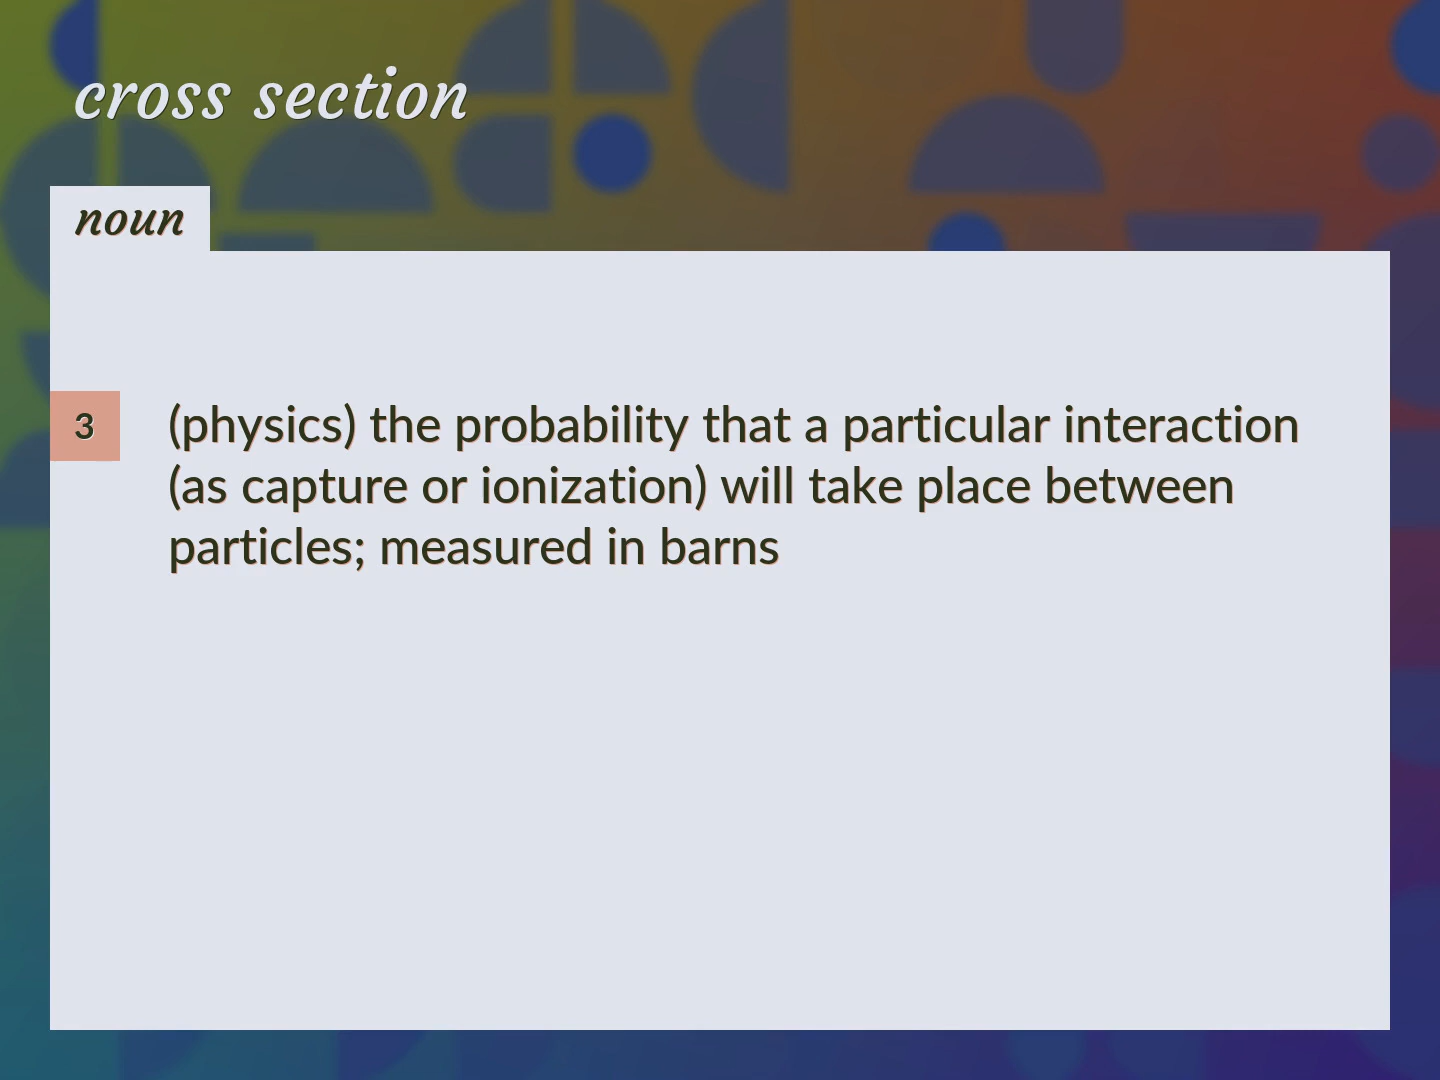 cross section
noun
3
(physics) the probability that a particular interaction
(as capture or ionization) will take place between
particles; measured in barns